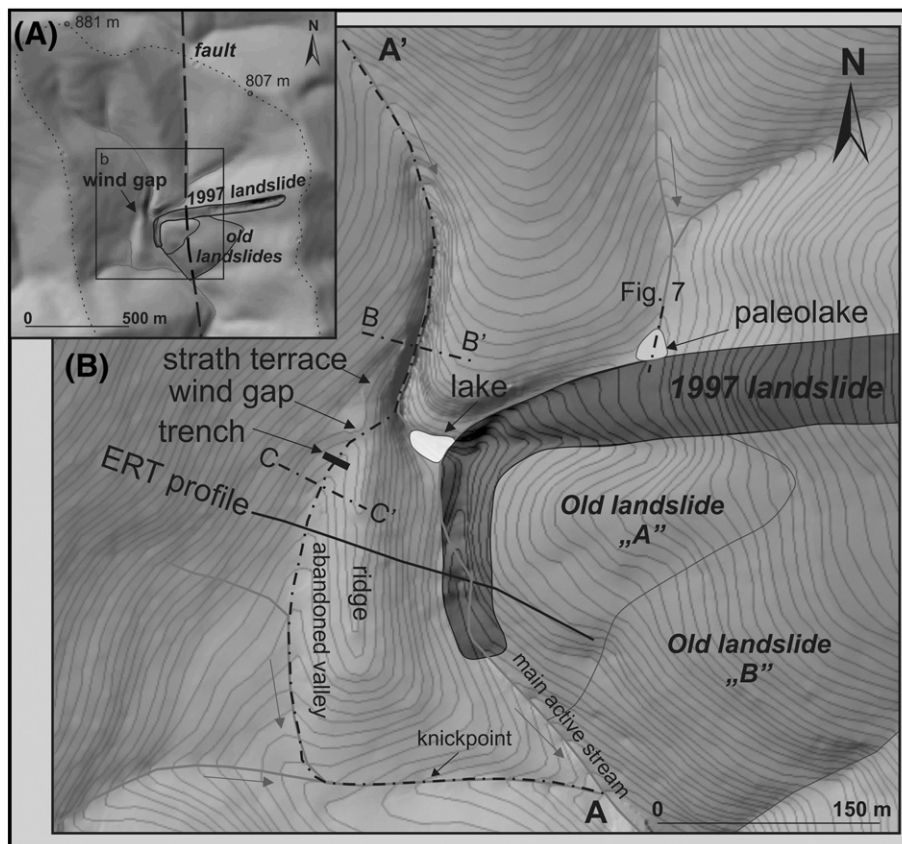 (A)
881 m
N
fault
807 m
b
wind gap
1997 landslide
old
landslides
0 500 m
A'
N
Fig. 7
B
B'
paleolake
(B)
strath terrace
wind gap
lake
1997 landslide
trench
C
C'
ERT profile
Old landslide
„A”
abandoned valley
ridge
Old landslide
„B”
main active stream
knickpoint
A
0 150 m